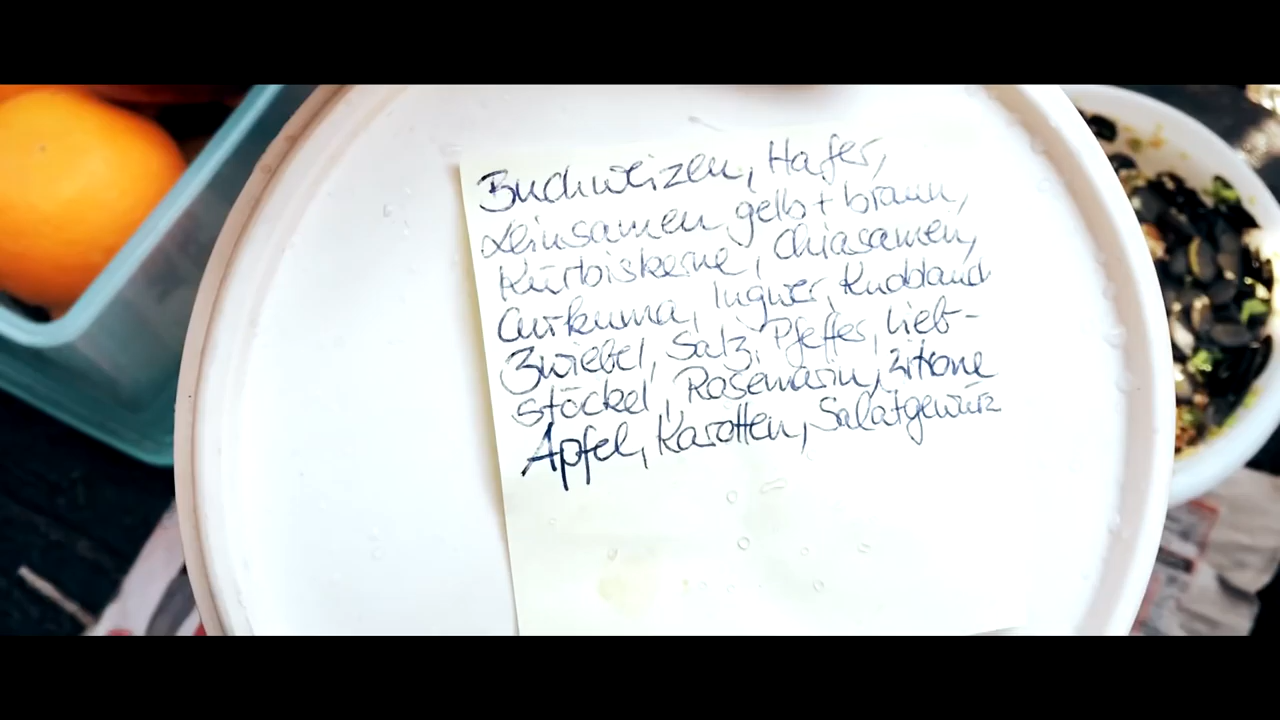 Buchweizen, Hafer,
Leinsamen gelb + braun,
Kürbiskerne, Chiasamen,
Curkuma, Ingwer, Knoblauch
Zwiebel, Salz, Pfeffer, Lieb-
stöckel, Rosemarin, Zitrone
Apfel, Karotten, Salatgewürz